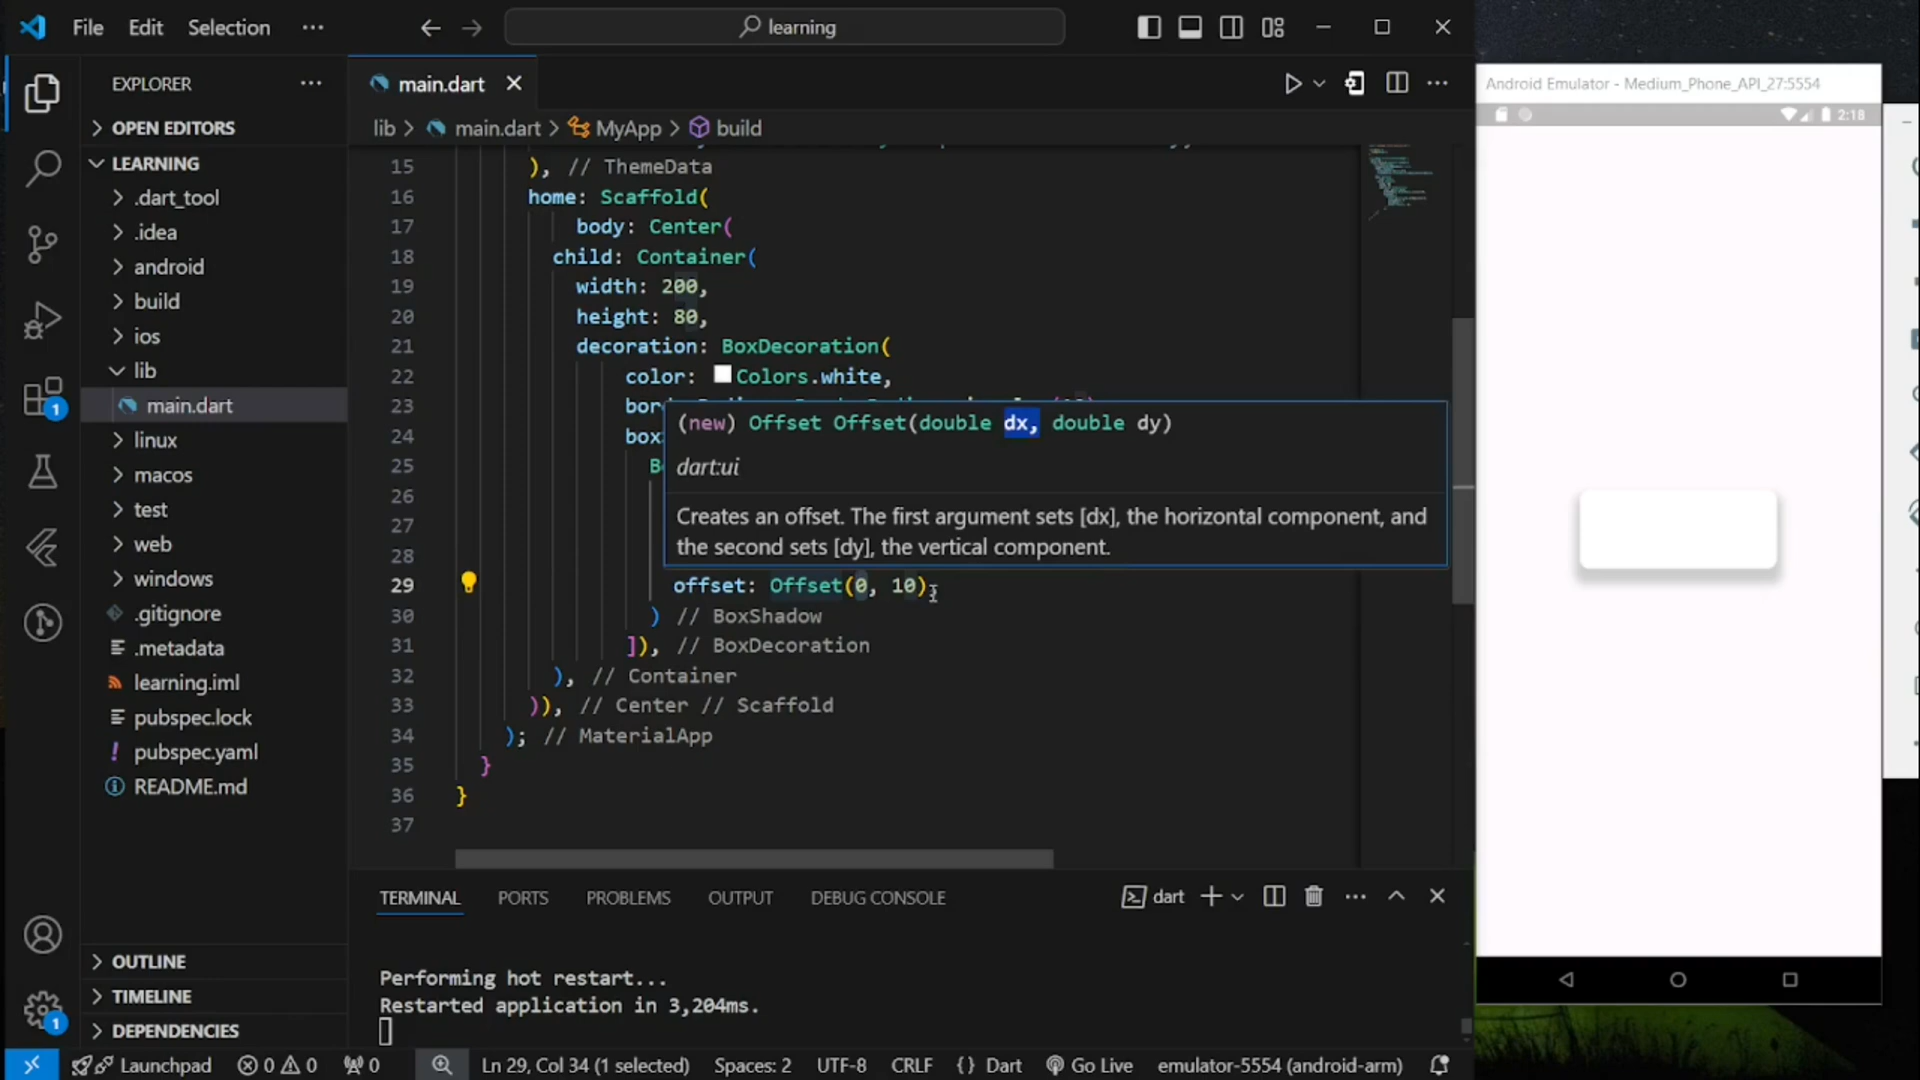 File Edit Selection ···
learning
EXPLORER ···
OPEN EDITORS
LEARNING
.dart_tool
.idea
android
build
ios
lib
main.dart
linux
macos
test
web
windows
.gitignore
.metadata
learning.iml
pubspec.lock
pubspec.yaml
README.md
OUTLINE
TIMELINE
DEPENDENCIES
1
1
main.dart
lib > main.dart > MyApp > build
15 ), // ThemeData
16 home: Scaffold(
17 body: Center(
18 child: Container(
19 width: 200,
20 height: 80,
21 decoration: BoxDecoration(
22 color: Colors.white,
23
24
25
26
27
28
(new) Offset Offset(double dx, double dy)
dart:ui
Creates an offset. The first argument sets [dx], the horizontal component, and
the second sets [dy], the vertical component.
29 offset: Offset(0, 10)
30 ) // BoxShadow
31 ]), // BoxDecoration
32 ), // Container
33 )), // Center // Scaffold
34 ); // MaterialApp
35 }
36 }
37
TERMINAL PORTS PROBLEMS OUTPUT DEBUG CONSOLE
dart
Performing hot restart...
Restarted application in 3,204ms.
Launchpad 0 0 0 Ln 29, Col 34 (1 selected) Spaces: 2 UTF-8 CRLF {} Dart Go Live emulator-5554 (android-arm)
Android Emulator - Medium_Phone_API_27:5554
2:18